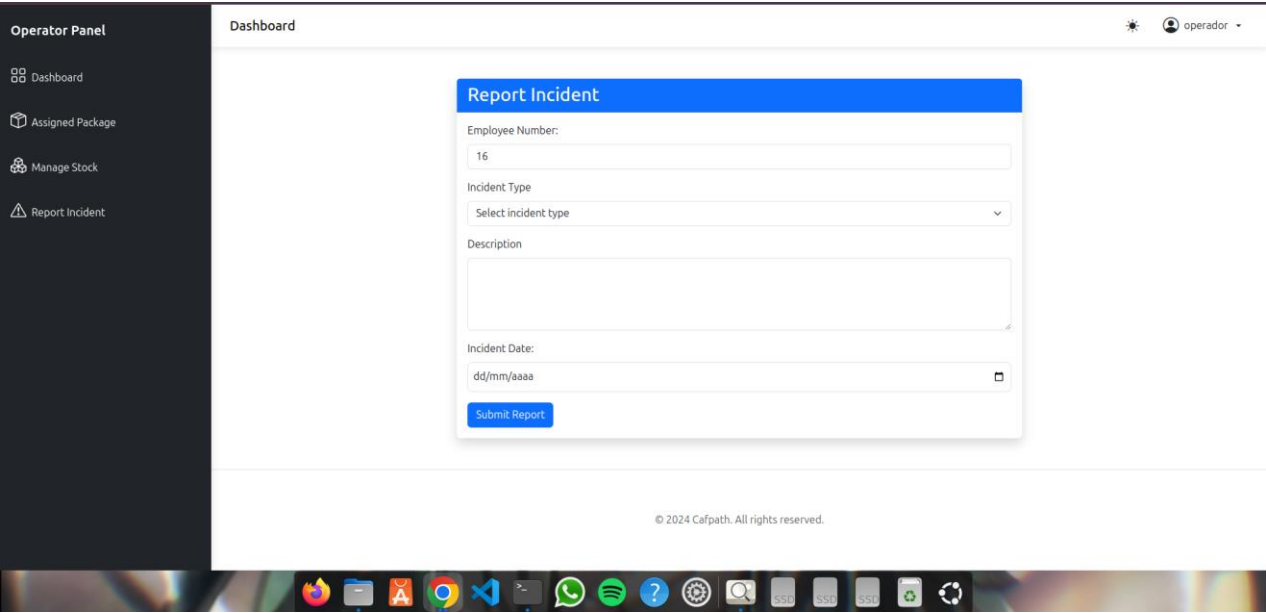 Operator Panel
Dashboard
operador
Dashboard
Assigned Package
Manage Stock
Report Incident
Report Incident
Employee Number:
16
Incident Type
Select incident type
Description
Incident Date:
dd/mm/aaaa
Submit Report
© 2024 Cafpath. All rights reserved.
SSD
SSD
SSD